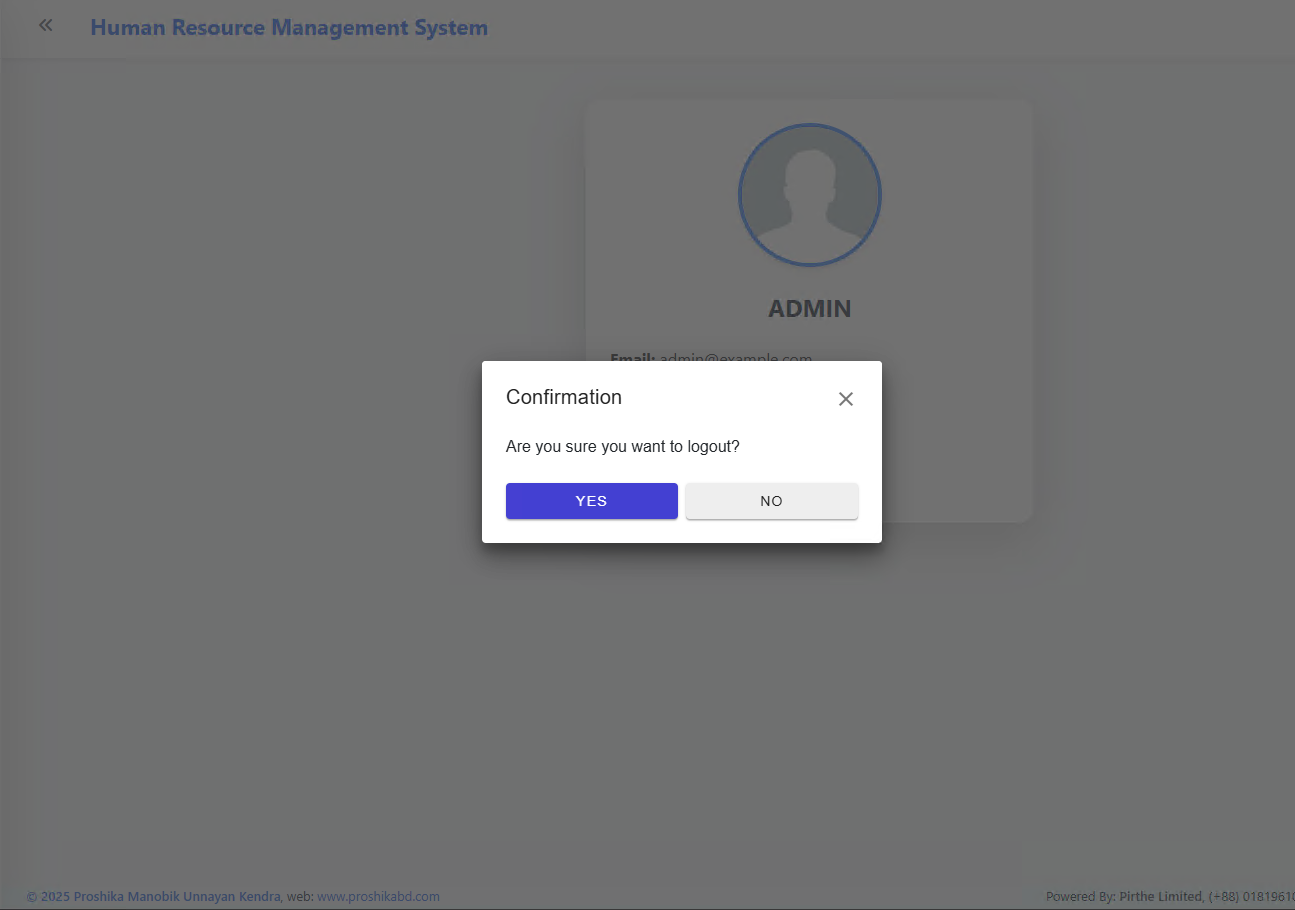 Human Resource Management System
ADMIN
Email: admin@example.com
Confirmation
Are you sure you want to logout?
YES
NO
© 2025 Proshika Manobik Unnayan Kendra, web: www.proshikabd.com
Powered By: Pirthe Limited, (+88) 0181961